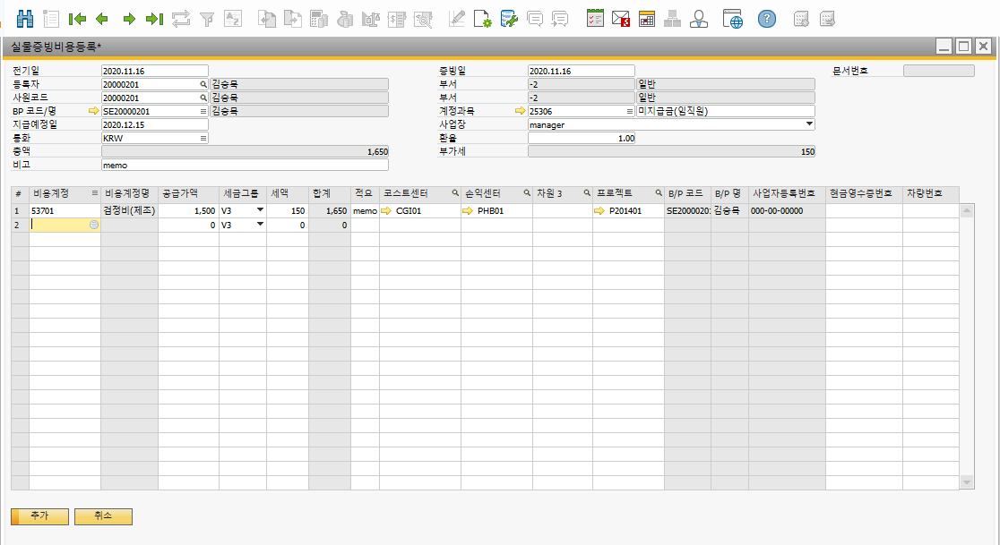 실물증빙비용등록*
전기일 2020.11.16 증빙일 2020.11.16 문서번호
등록자 20000201 김승목 부서 -2 일반
사원코드 20000201 김승목 부서 -2 일반
BP 코드/명 SE20000201 김승목 계정과목 25306 미지급금(임직원)
지급예정일 2020.12.15 사업장 manager
통화 KRW 환율 1.00
총액 1,650 부가세 150
비고 memo
# 비용계정 비용계정명 공급가액 세금그룹 세액 합계 적요 코스트센터 손익센터 차원 3 프로젝트 B/P 코드 B/P 명 사업자등록번호 현금영수증번호 차량번호
1 53701 검정비(제조) 1,500 V3 150 1,650 memo CGI01 PHB01 P201401 SE20000201 김승목 000-00-00000
2 0 V3 0 0
추가 취소